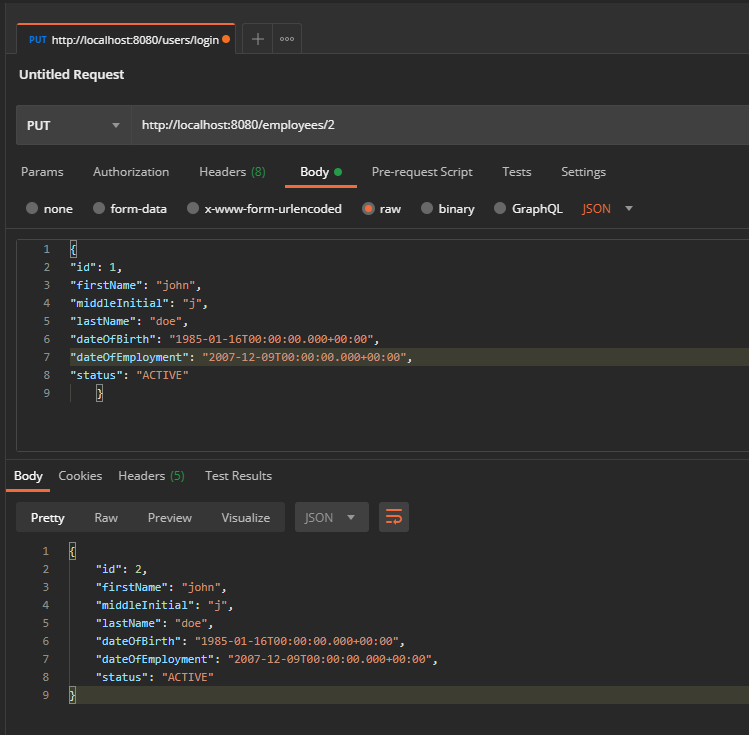 PUT http://localhost:8080/users/login
Untitled Request
PUT http://localhost:8080/employees/2
Params Authorization Headers (8) Body Pre-request Script Tests Settings
none form-data x-www-form-urlencoded raw binary GraphQL JSON
1 {
2 "id": 1,
3 "firstName": "john",
4 "middleInitial": "j",
5 "lastName": "doe",
6 "dateOfBirth": "1985-01-16T00:00:00.000+00:00",
7 "dateOfEmployment": "2007-12-09T00:00:00.000+00:00",
8 "status": "ACTIVE"
9 }
Body Cookies Headers (5) Test Results
Pretty Raw Preview Visualize JSON
1 {
2 "id": 2,
3 "firstName": "john",
4 "middleInitial": "j",
5 "lastName": "doe",
6 "dateOfBirth": "1985-01-16T00:00:00.000+00:00",
7 "dateOfEmployment": "2007-12-09T00:00:00.000+00:00",
8 "status": "ACTIVE"
9 }